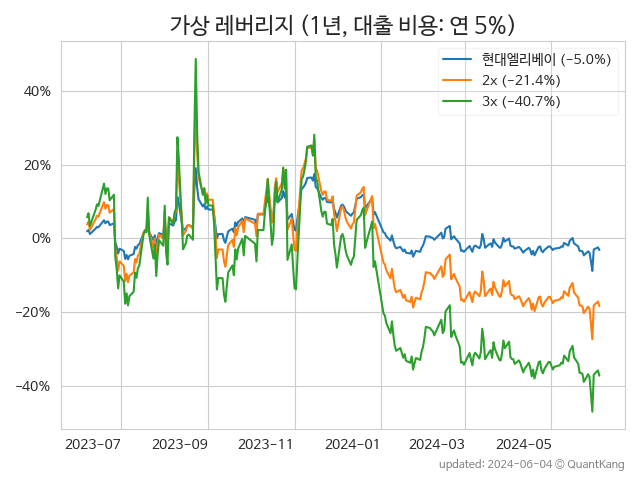 가상 레버리지 (1년, 대출 비용: 연 5%)
현대엘리베이 (−5.0%)
2x (−21.4%)
3x (−40.7%)
40%
20%
0%
−20%
−40%
2023-07
2023-09
2023-11
2024-01
2024-03
2024-05
updated: 2024-06-04 © QuantKang